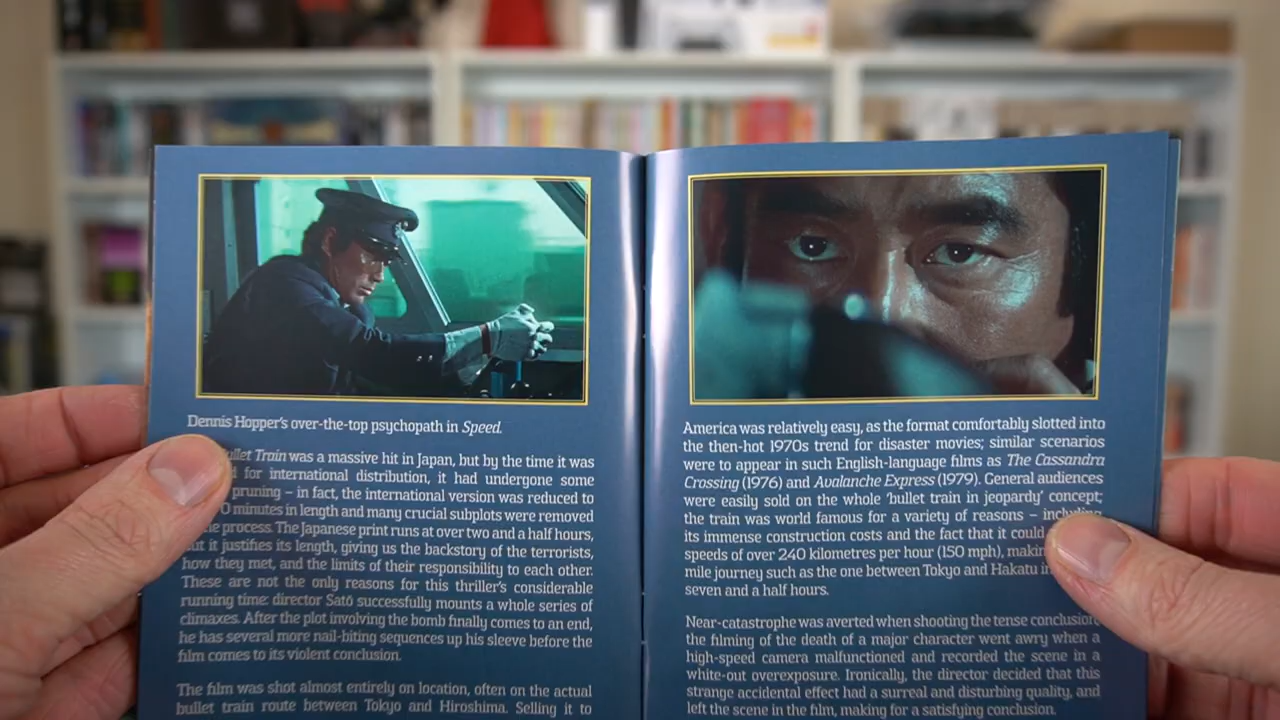 Dennis Hopper's over-the-top psychopath in Speed.
Train was a massive hit in Japan, but by the time it was
for international distribution, it had undergone some
pruning – in fact, the international version was reduced to
minutes in length and many crucial subplots were removed
process. The Japanese print runs at over two and a half hours,
but it justifies its length, giving us the backstory of the terrorists,
how they met, and the limits of their responsibility to each other.
These are not the only reasons for this thriller's considerable
running time: director Satō successfully mounts a whole series of
climaxes. After the plot involving the bomb finally comes to an end,
he has several more nail-biting sequences up his sleeve before the
film comes to its violent conclusion.
The film was shot almost entirely on location, often on the actual
bullet train route between Tokyo and Hiroshima. Selling it to
America was relatively easy, as the format comfortably slotted into
the then-hot 1970s trend for disaster movies; similar scenarios
were to appear in such English-language films as The Cassandra
Crossing (1976) and Avalanche Express (1979). General audiences
were easily sold on the whole 'bullet train in jeopardy' concept;
the train was world famous for a variety of reasons – including
its immense construction costs and the fact that it could
speeds of over 240 kilometres per hour (150 mph),
mile journey such as the one between Tokyo and Hakatu
seven and a half hours.
Near-catastrophe was averted when shooting the tense conclusion;
the filming of the death of a major character went awry when a
high-speed camera malfunctioned and recorded the scene in a
white-out overexposure. Ironically, the director decided that this
strange accidental effect had a surreal and disturbing quality, and
left the scene in the film, making for a satisfying conclusion.